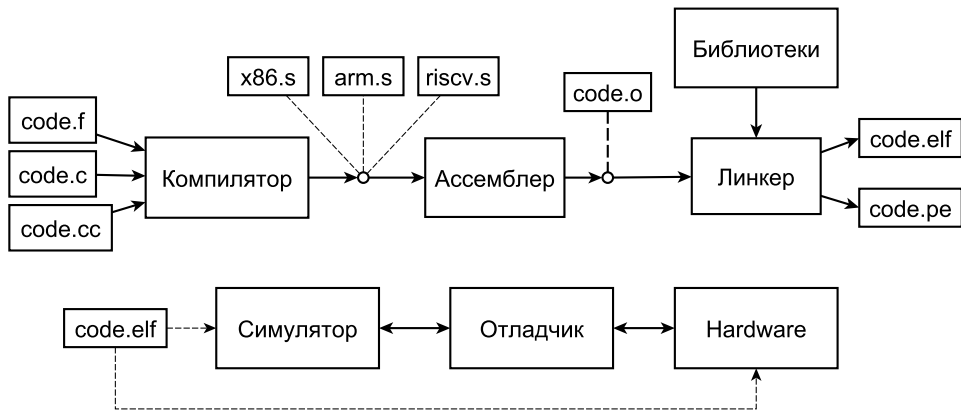 Библиотеки
x86.s
arm.s
riscv.s
code.o
code.f
code.c
code.cc
Компилятор
Ассемблер
Линкер
code.elf
code.pe
code.elf
Симулятор
Отладчик
Hardware